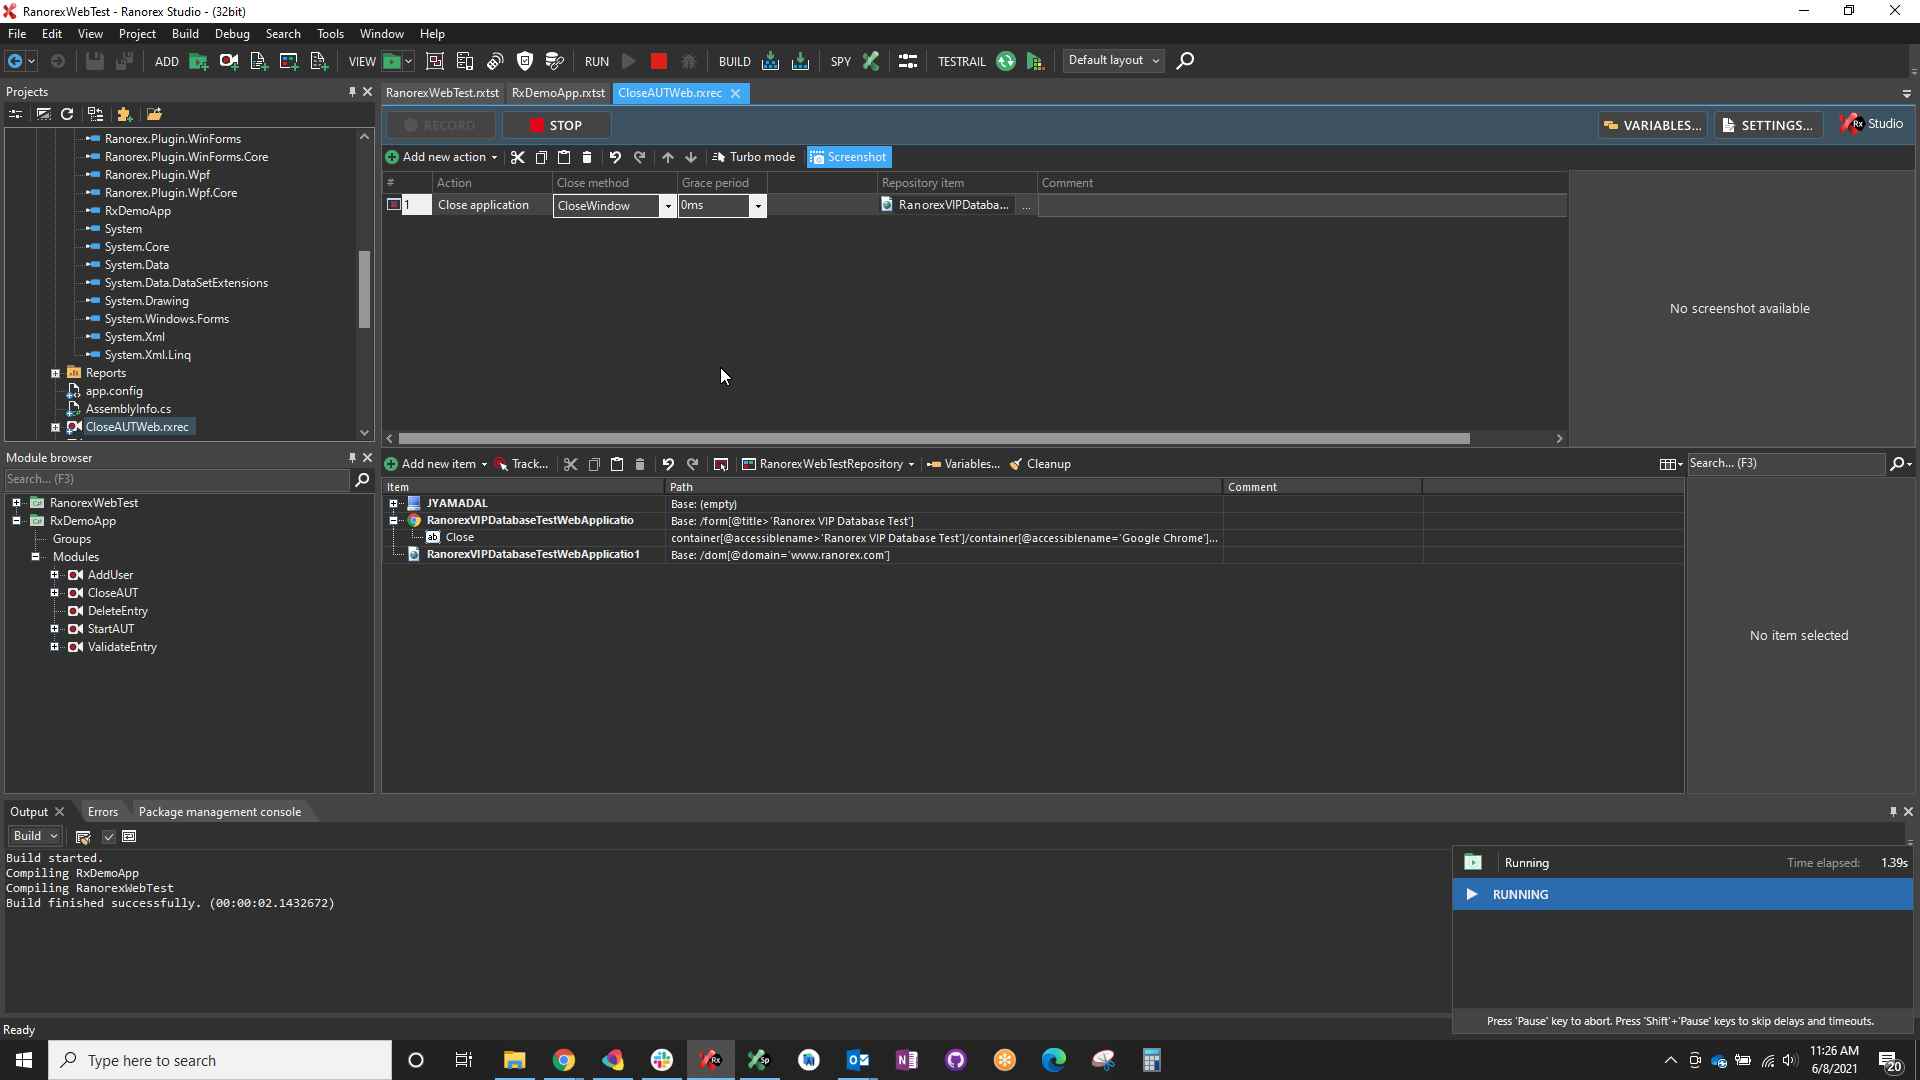 RanorexWebTest - Ranorex Studio - (32bit)
File Edit View Project Build Debug Search Tools Window Help
ADD VIEW RUN BUILD SPY TESTRAIL Default layout
Projects
RanorexWebTest.rxtst RxDemoApp.rxtst CloseAUTWeb.rxrec
RECORD STOP VARIABLES... SETTINGS... Rx Studio
Add new action Turbo mode Screenshot
# Action Close method Grace period Repository item Comment
1 Close application CloseWindow 0ms RanorexVIPDataba... ...
No screenshot available
Ranorex.Plugin.WinForms
Ranorex.Plugin.WinForms.Core
Ranorex.Plugin.Wpf
Ranorex.Plugin.Wpf.Core
RxDemoApp
System
System.Core
System.Data
System.Data.DataSetExtensions
System.Drawing
System.Windows.Forms
System.Xml
System.Xml.Linq
Reports
app.config
AssemblyInfo.cs
CloseAUTWeb.rxrec
Module browser
Search... (F3)
RanorexWebTest
RxDemoApp
Groups
Modules
AddUser
CloseAUT
DeleteEntry
StartAUT
ValidateEntry
Add new item Track... RanorexWebTestRepository Variables... Cleanup Search... (F3)
Item Path Comment
JYAMADAL Base: (empty)
RanorexVIPDatabaseTestWebApplicatio Base: /form[@title>'Ranorex VIP Database Test']
Close container[@accessiblename>'Ranorex VIP Database Test']/container[@accessiblename='Google Chrome']...
RanorexVIPDatabaseTestWebApplicatio1 Base: /dom[@domain='www.ranorex.com']
No item selected
Output Errors Package management console
Build
Build started.
Compiling RxDemoApp
Compiling RanorexWebTest
Build finished successfully. (00:00:02.1432672)
Running Time elapsed: 1.39s
RUNNING
Press 'Pause' key to abort. Press 'Shift'+'Pause' keys to skip delays and timeouts.
Ready
Type here to search
11:26 AM
6/8/2021
20